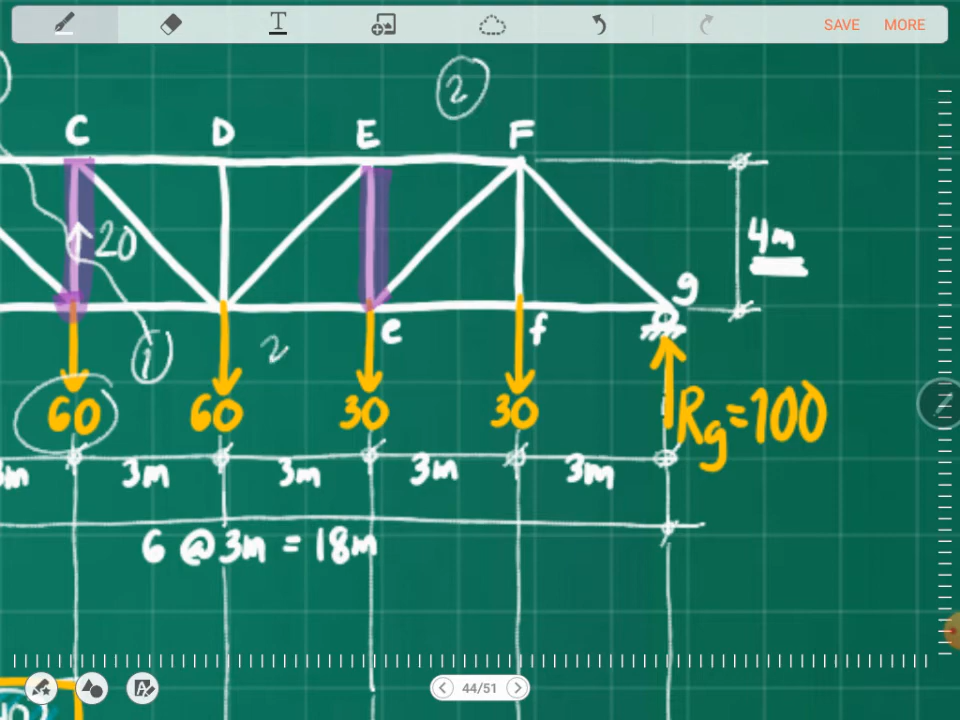 T SAVE MORE
2
C D E F
20 4m
g
e f
1 2
60 60 30 30 Rg=100
3m 3m 3m 3m
6 @ 3m = 18m
44/51